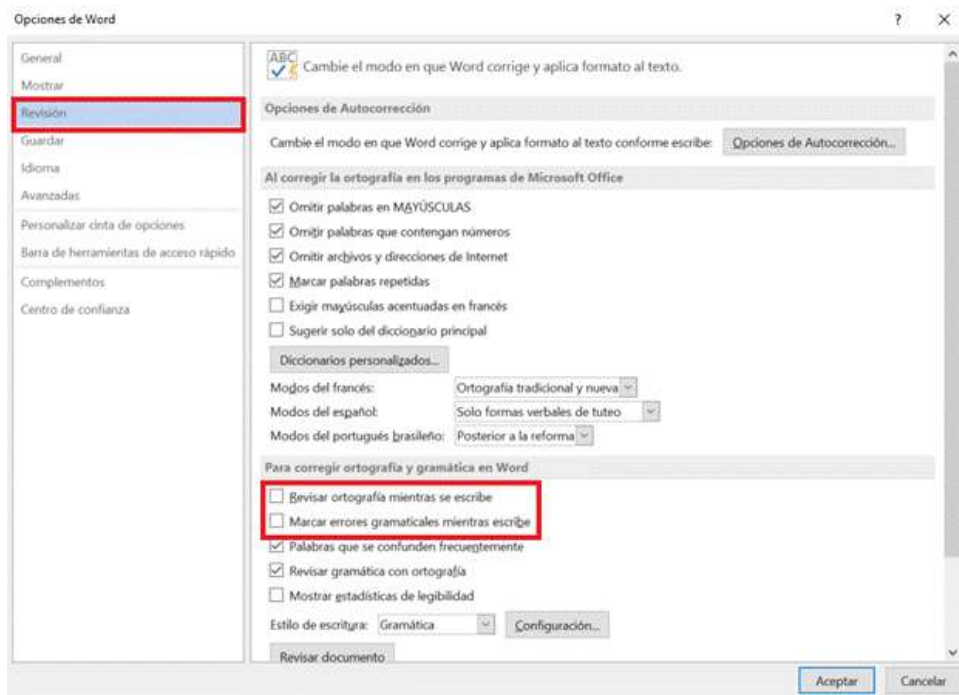 Opciones de Word
? ×
General
Mostrar
Revisión
Guardar
Idioma
Avanzadas
Personalizar cinta de opciones
Barra de herramientas de acceso rápido
Complementos
Centro de confianza
ABC
Cambie el modo en que Word corrige y aplica formato al texto.
Opciones de Autocorrección
Cambie el modo en que Word corrige y aplica formato al texto conforme escribe: Opciones de Autocorrección...
Al corregir la ortografía en los programas de Microsoft Office
Omitir palabras en MAYÚSCULAS
Omitir palabras que contengan números
Omitir archivos y direcciones de Internet
Marcar palabras repetidas
Exigir mayúsculas acentuadas en francés
Sugerir solo del diccionario principal
Diccionarios personalizados...
Modos del francés: Ortografía tradicional y nueva
Modos del español: Solo formas verbales de tuteo
Modos del portugués brasileño: Posterior a la reforma
Para corregir ortografía y gramática en Word
Revisar ortografía mientras se escribe
Marcar errores gramaticales mientras escribe
Palabras que se confunden frecuentemente
Revisar gramática con ortografía
Mostrar estadísticas de legibilidad
Estilo de escritura: Gramática Configuración...
Revisar documento
Aceptar Cancelar